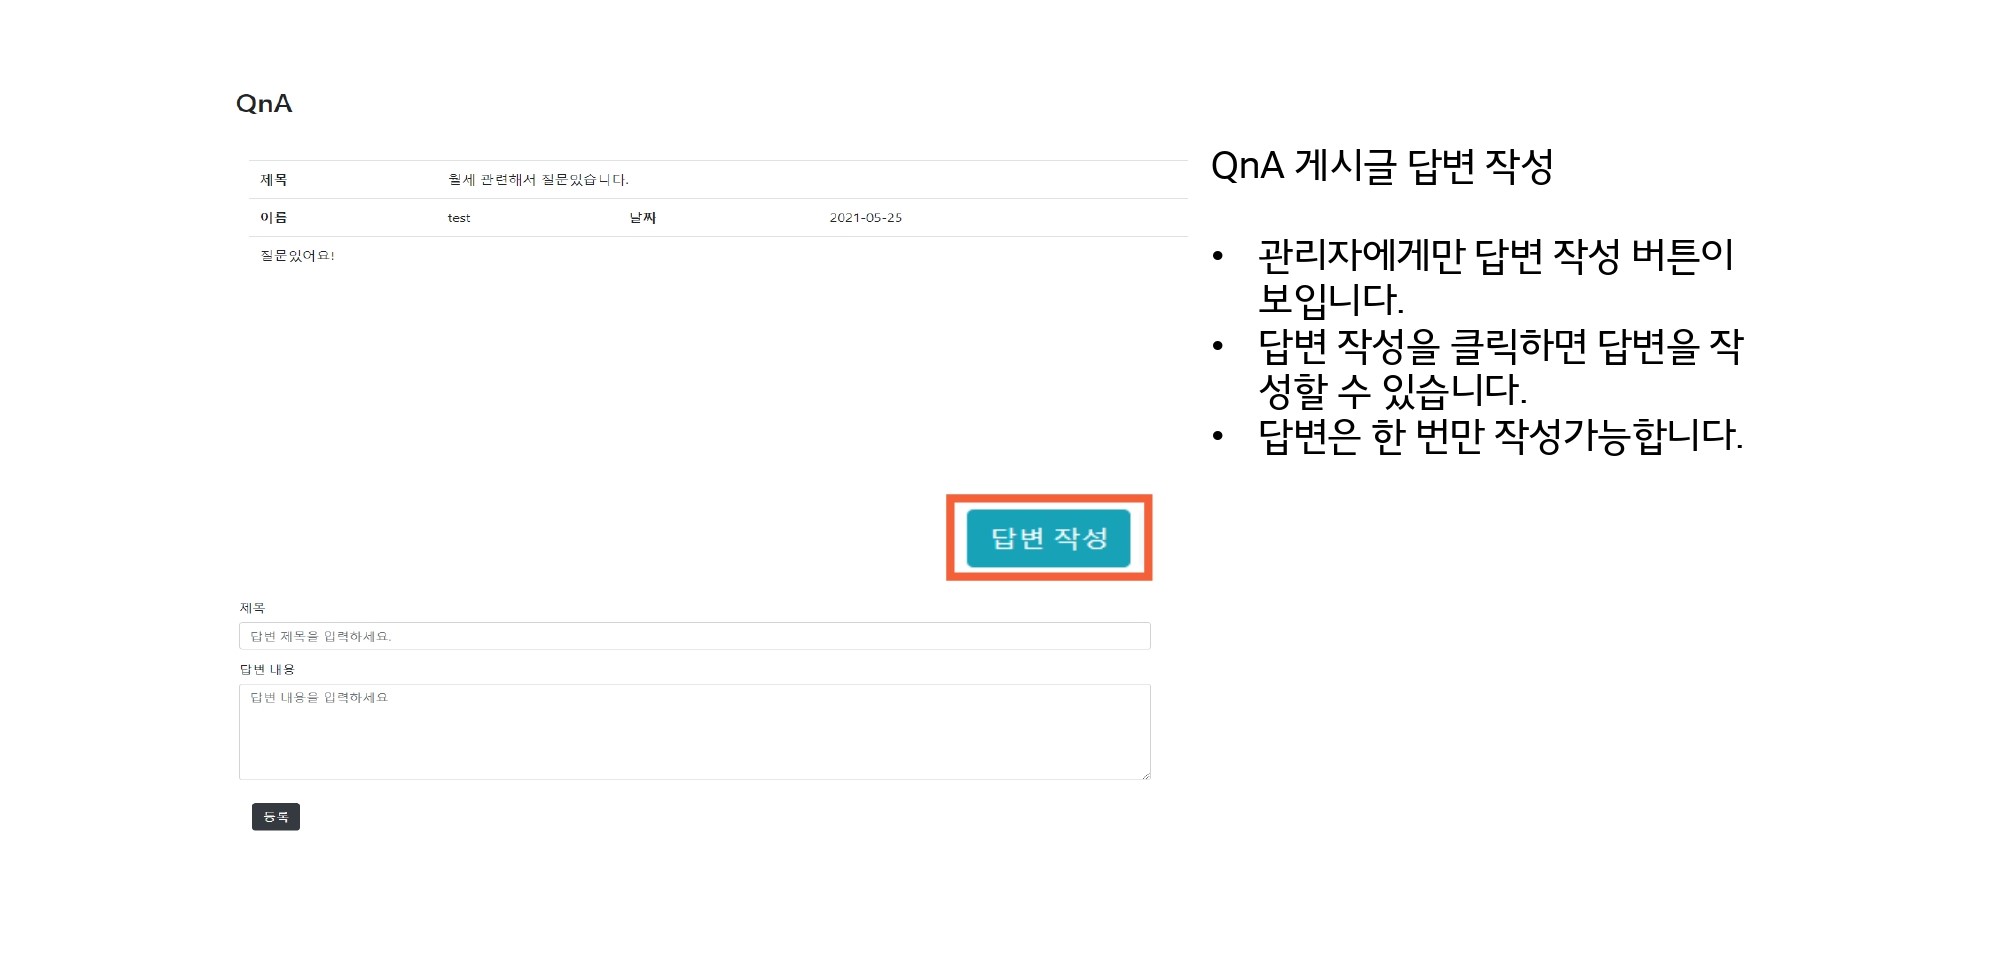 QnA
제목 월세 관련해서 질문있습니다.
이름 test 날짜 2021-05-25
질문있어요!
답변 작성
제목
답변 제목을 입력하세요.
답변 내용
답변 내용을 입력하세요
등록
QnA 게시글 답변 작성
• 관리자에게만 답변 작성 버튼이
보입니다.
• 답변 작성을 클릭하면 답변을 작
성할 수 있습니다.
• 답변은 한 번만 작성가능합니다.